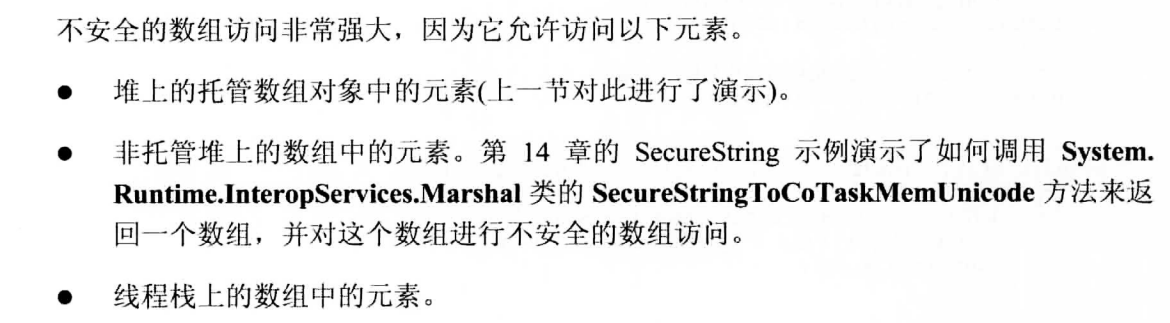 不安全的数组访问非常强大，因为它允许访问以下元素。
● 堆上的托管数组对象中的元素(上一节对此进行了演示)。
● 非托管堆上的数组中的元素。第 14 章的 SecureString 示例演示了如何调用 System.
Runtime.InteropServices.Marshal 类的 SecureStringToCoTaskMemUnicode 方法来返
回一个数组，并对这个数组进行不安全的数组访问。
● 线程栈上的数组中的元素。